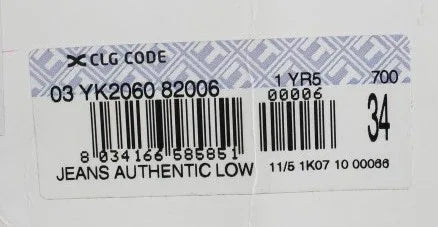 CLG CODE
03 YK2060 82006 1 YR5 700
00006
34
8 034166 585851
JEANS AUTHENTIC LOW 11/5 1K07 10 00066